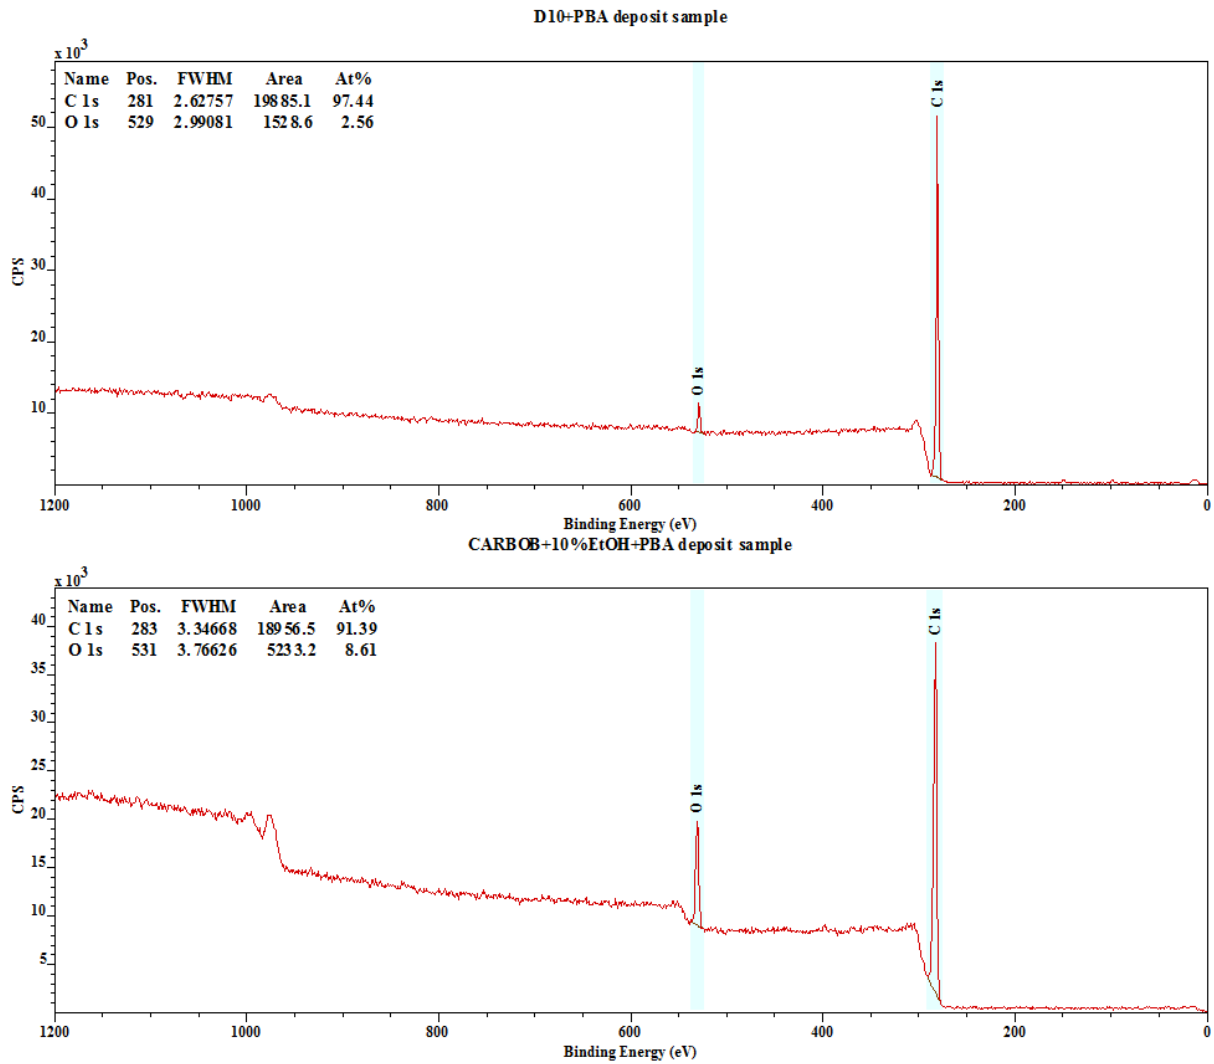 D10+PBA deposit sample
x 10³
Name Pos. FWHM Area At%
C 1s 281 2.62757 19885.1 97.44
O 1s 529 2.99081 1528.6 2.56
C 1s
50
40
30
CPS
20
O 1s
10
1200 1000 800 600 400 200 0
Binding Energy (eV)
CARBOB+10%EtOH+PBA deposit sample
x 10³
Name Pos. FWHM Area At%
C 1s 283 3.34668 18956.5 91.39
O 1s 531 3.76626 5233.2 8.61
C 1s
40
35
30
25
CPS
20
O 1s
15
10
5
1200 1000 800 600 400 200 0
Binding Energy (eV)